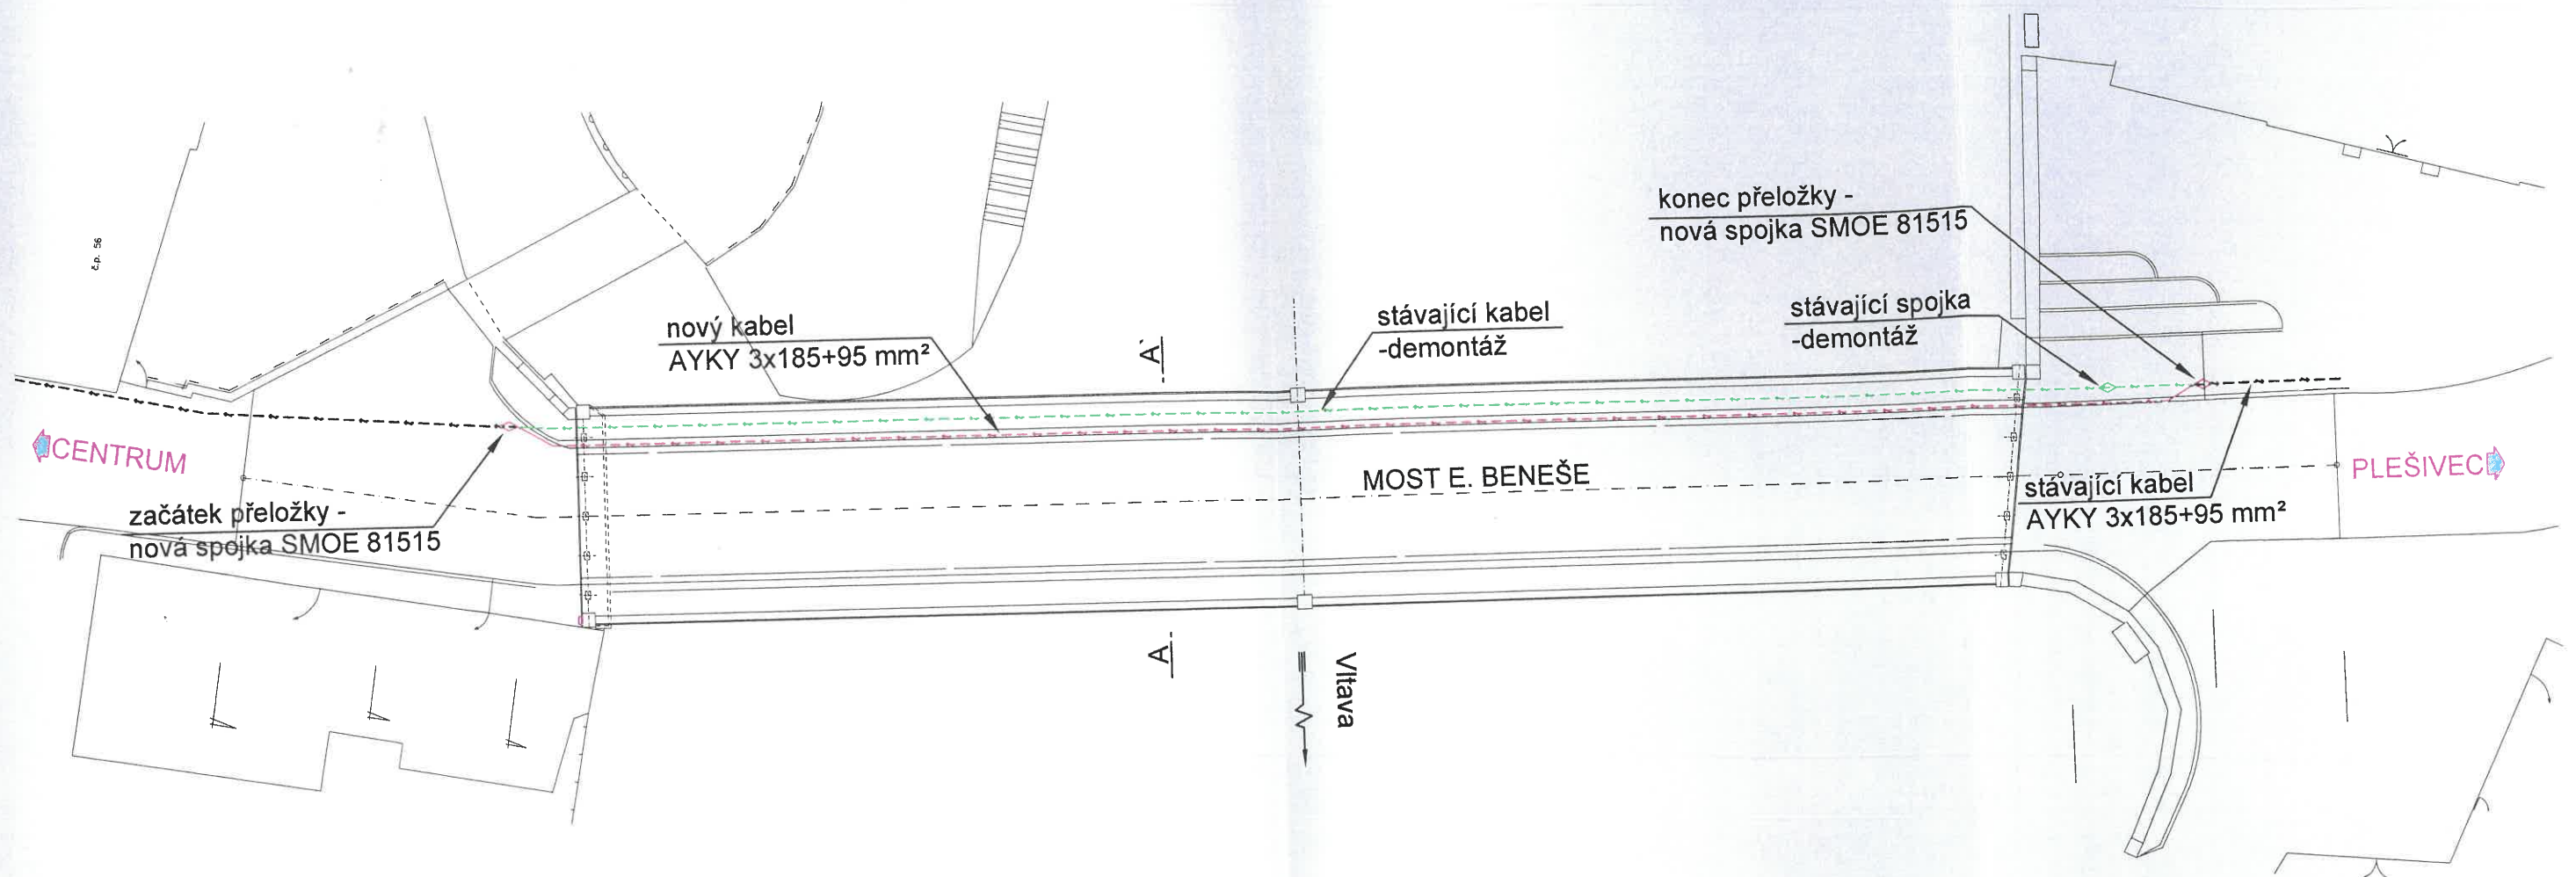 č.p. 56
konec přeložky -
nová spojka SMOE 81515
nový kabel
AYKY 3x185+95 mm²
A'
stávající kabel
-demontáž
stávající spojka
-demontáž
CENTRUM
MOST E. BENEŠE
PLEŠIVEC
začátek přeložky -
nová spojka SMOE 81515
stávající kabel
AYKY 3x185+95 mm²
A
Vltava